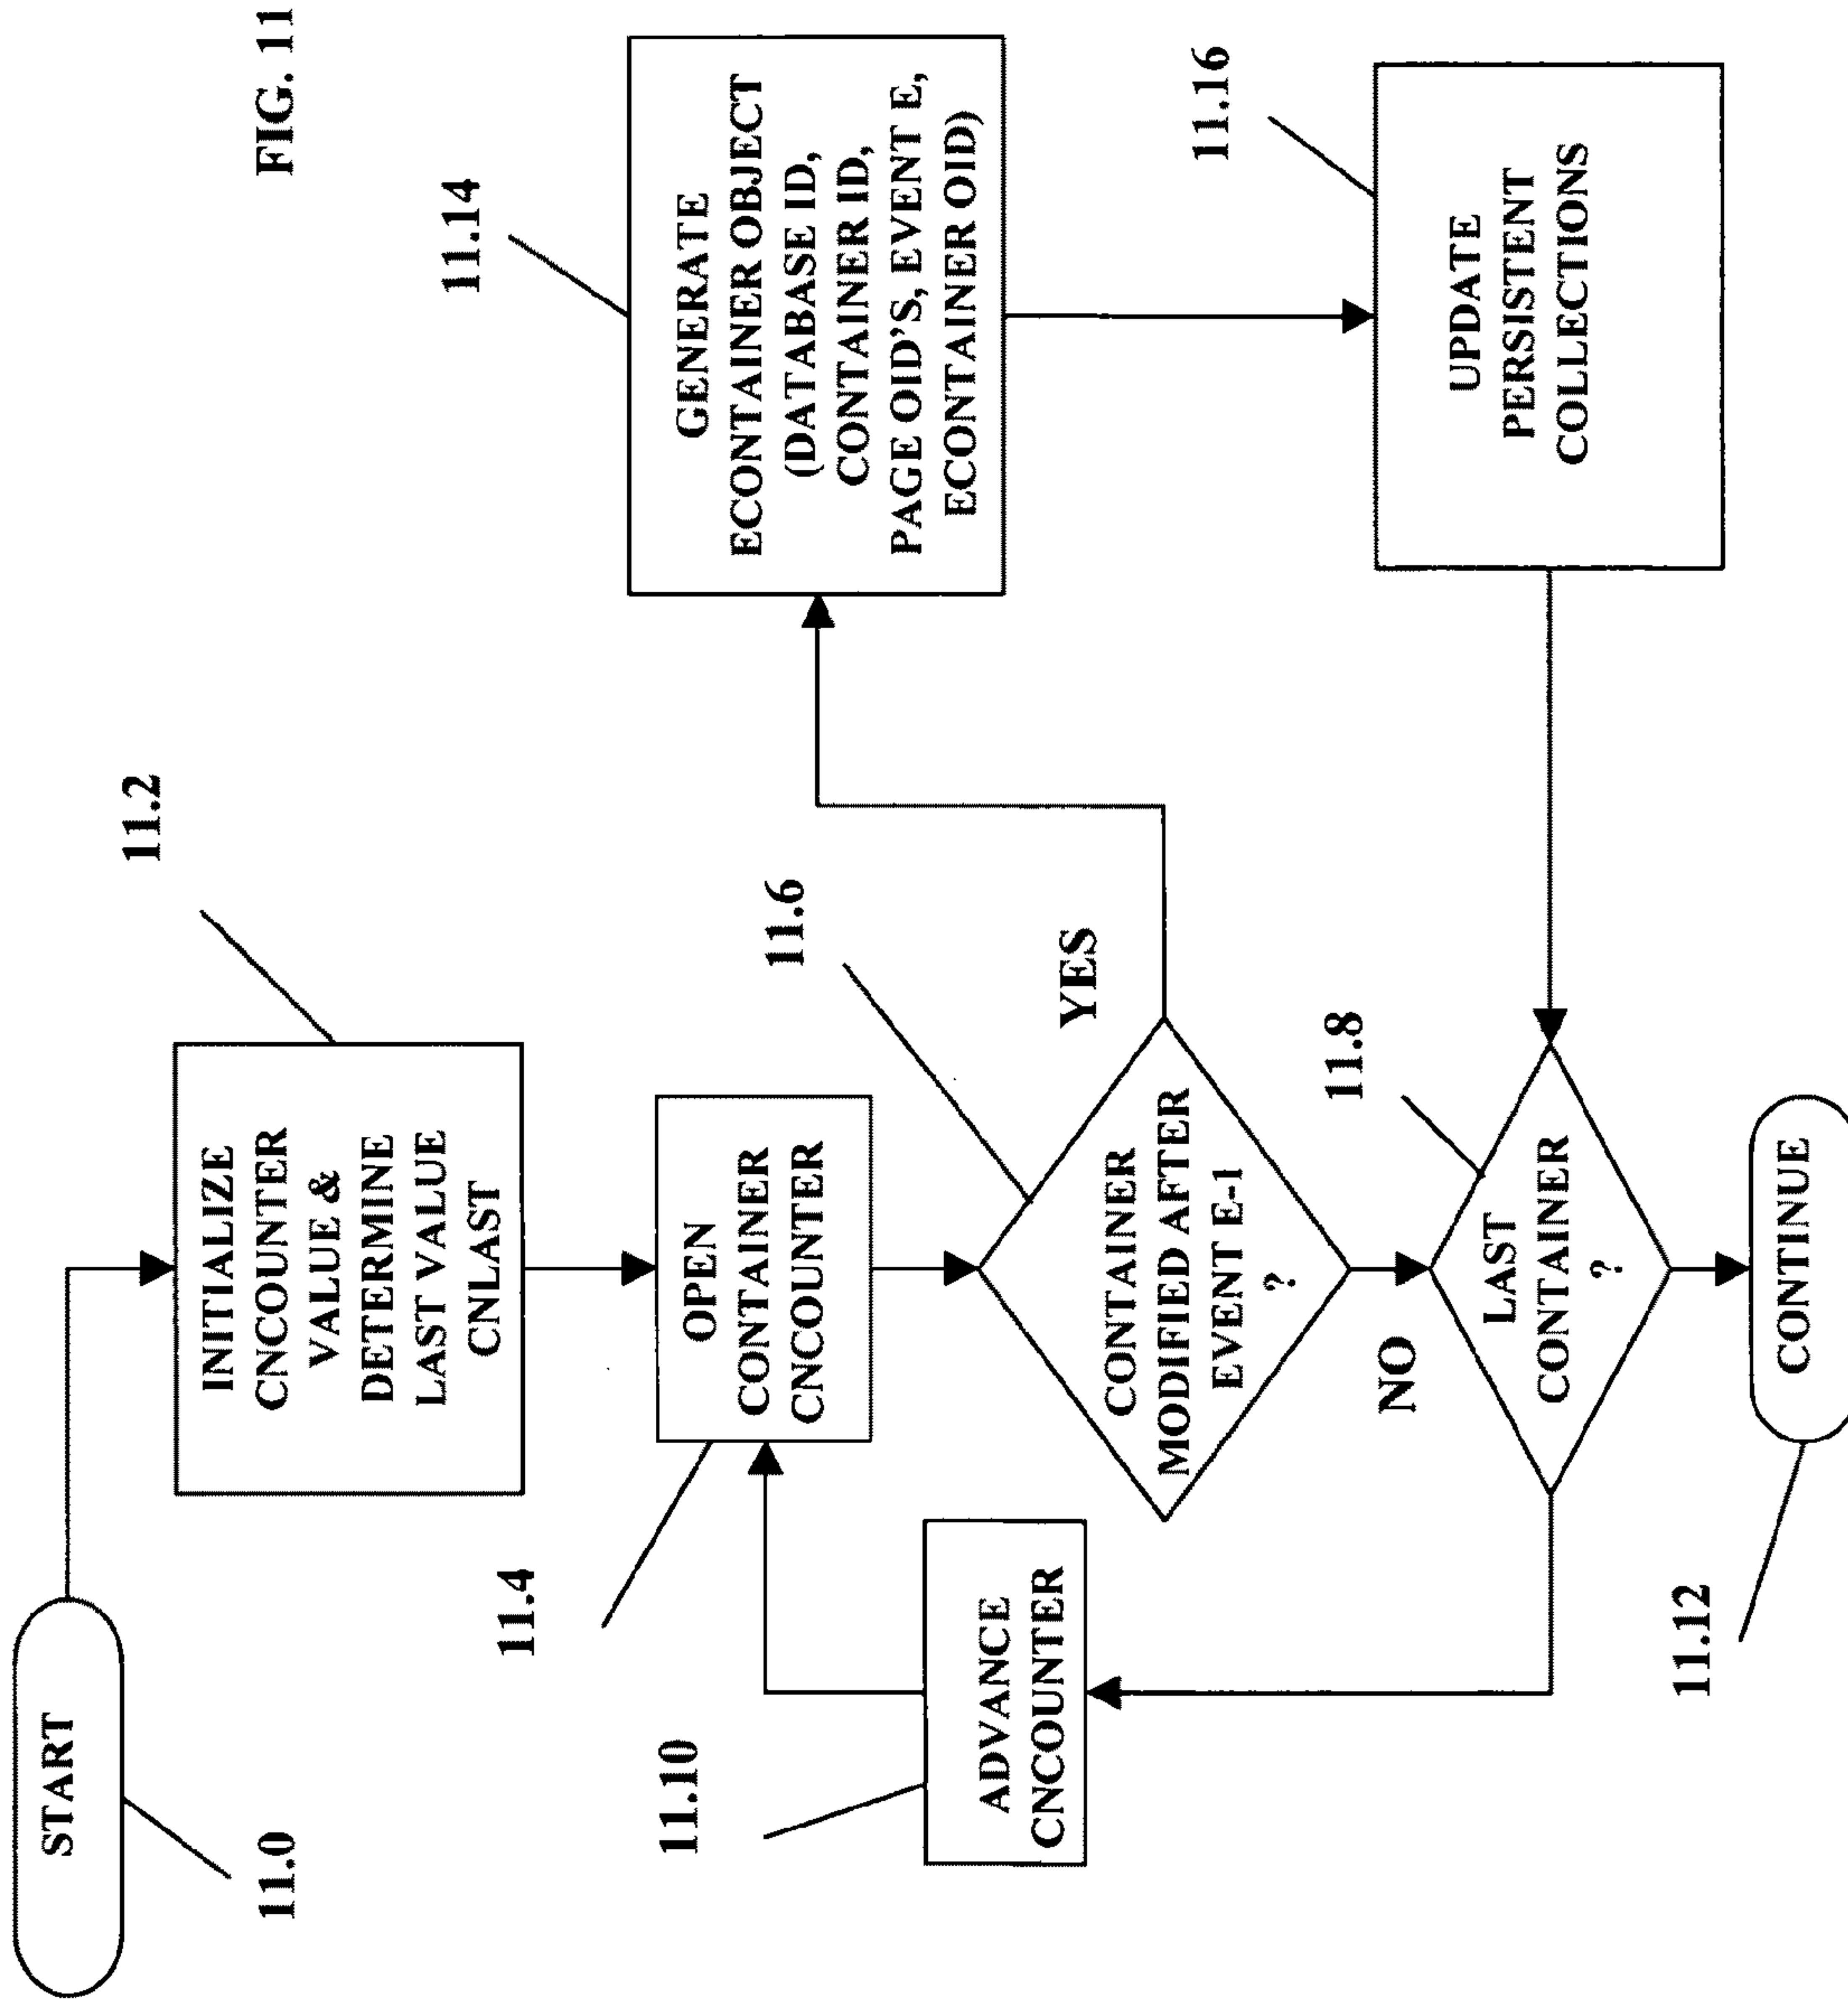 FIG. 11
START
11.0
11.2
INITIALIZE
CNCOUNTER
VALUE &
DETERMINE
LAST VALUE
CNLAST
11.4
OPEN
CONTAINER
CNCOUNTER
11.6
CONTAINER
MODIFIED AFTER
EVENT E-1
?
YES
NO
11.14
GENERATE
ECONTAINER OBJECT
(DATABASE ID,
CONTAINER ID,
PAGE OID'S, EVENT E,
ECONTAINER OID)
11.16
UPDATE
PERSISTENT
COLLECTIONS
11.8
LAST
CONTAINER
?
11.10
ADVANCE
CNCOUNTER
11.12
CONTINUE